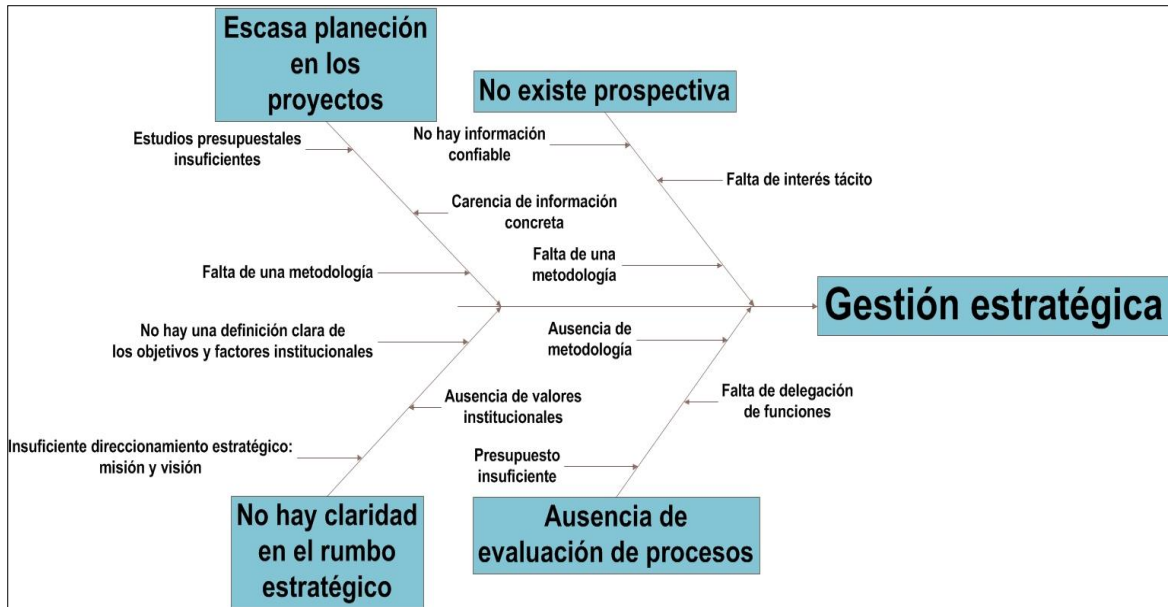 Escasa planeción
en los
proyectos
No existe prospectiva
Estudios presupuestales
insuficientes
No hay información
confiable
Falta de interés tácito
Carencia de información
concreta
Falta de una metodología
Falta de una
metodología
Gestión estratégica
No hay una definición clara de
los objetivos y factores institucionales
Ausencia de
metodología
Ausencia de valores
institucionales
Falta de delegación
de funciones
Insuficiente direccionamiento estratégico:
misión y visión
Presupuesto
insuficiente
No hay claridad
en el rumbo
estratégico
Ausencia de
evaluación de procesos